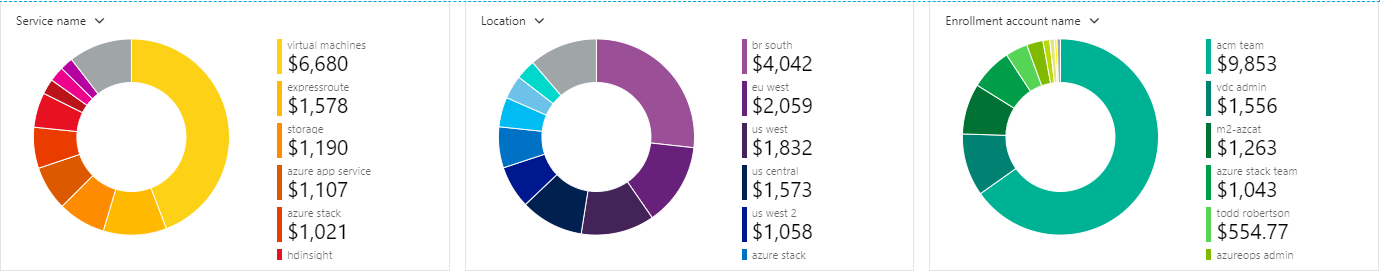 Service name
virtual machines
$6,680
expressroute
$1,578
storage
$1,190
azure app service
$1,107
azure stack
$1,021
hdinsight
Location
br south
$4,042
eu west
$2,059
us west
$1,832
us central
$1,573
us west 2
$1,058
azure stack
Enrollment account name
acm team
$9,853
vdc admin
$1,556
m2-azcat
$1,263
azure stack team
$1,043
todd robertson
$554.77
azureops admin